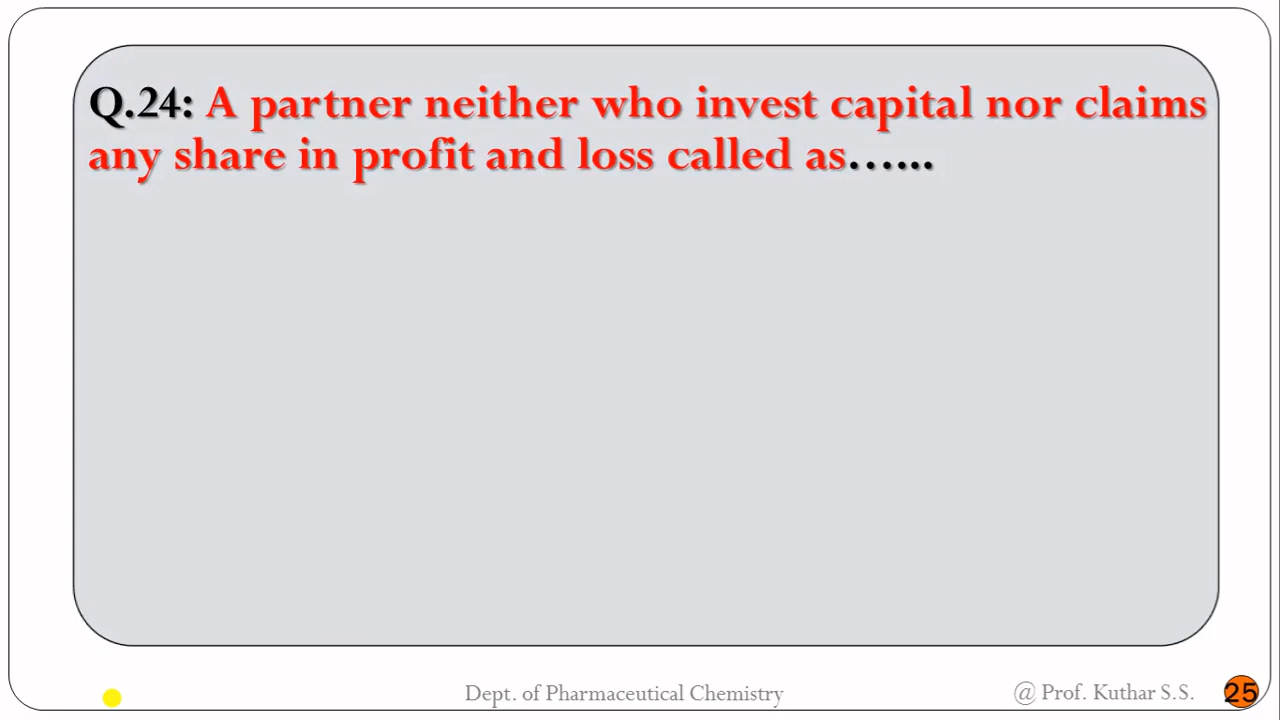 Q.24: A partner neither who invest capital nor claims
any share in profit and loss called as…...
Dept. of Pharmaceutical Chemistry
@ Prof. Kuthar S.S.
25